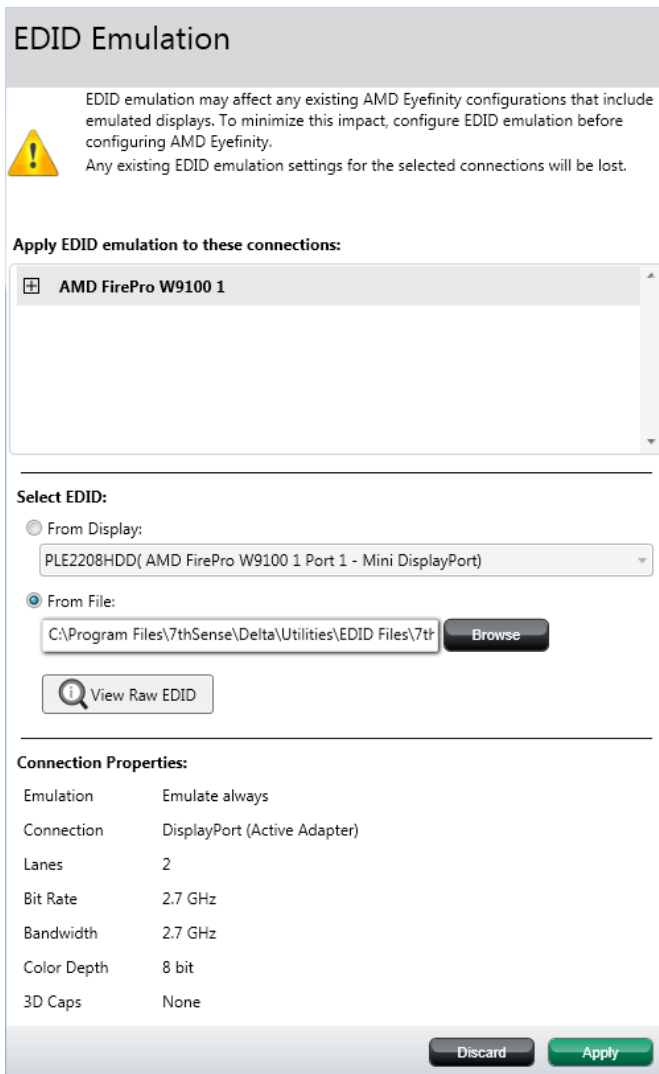 EDID Emulation
EDID emulation may affect any existing AMD Eyefinity configurations that include
emulated displays. To minimize this impact, configure EDID emulation before
configuring AMD Eyefinity.
Any existing EDID emulation settings for the selected connections will be lost.
Apply EDID emulation to these connections:
AMD FirePro W9100 1
Select EDID:
From Display:
PLE2208HDD( AMD FirePro W9100 1 Port 1 - Mini DisplayPort)
From File:
C:\Program Files\7thSense\Delta\Utilities\EDID Files\7th Browse
View Raw EDID
Connection Properties:
Emulation Emulate always
Connection DisplayPort (Active Adapter)
Lanes 2
Bit Rate 2.7 GHz
Bandwidth 2.7 GHz
Color Depth 8 bit
3D Caps None
Discard Apply